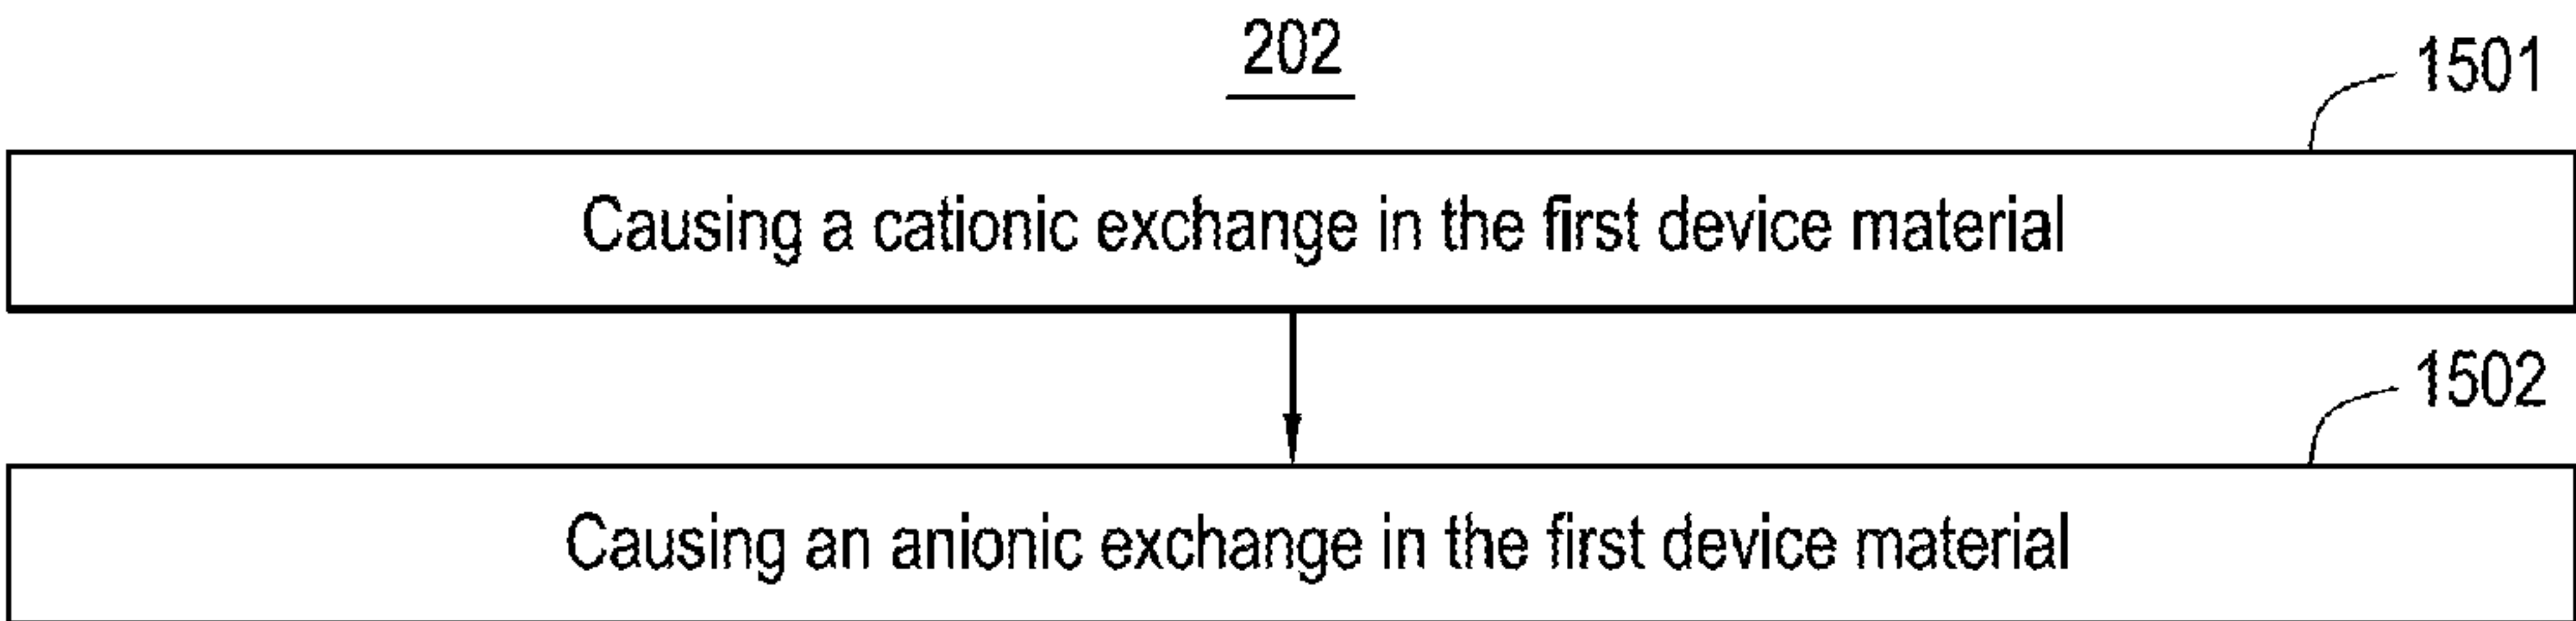 202
1501
Causing a cationic exchange in the first device material
1502
Causing an anionic exchange in the first device material